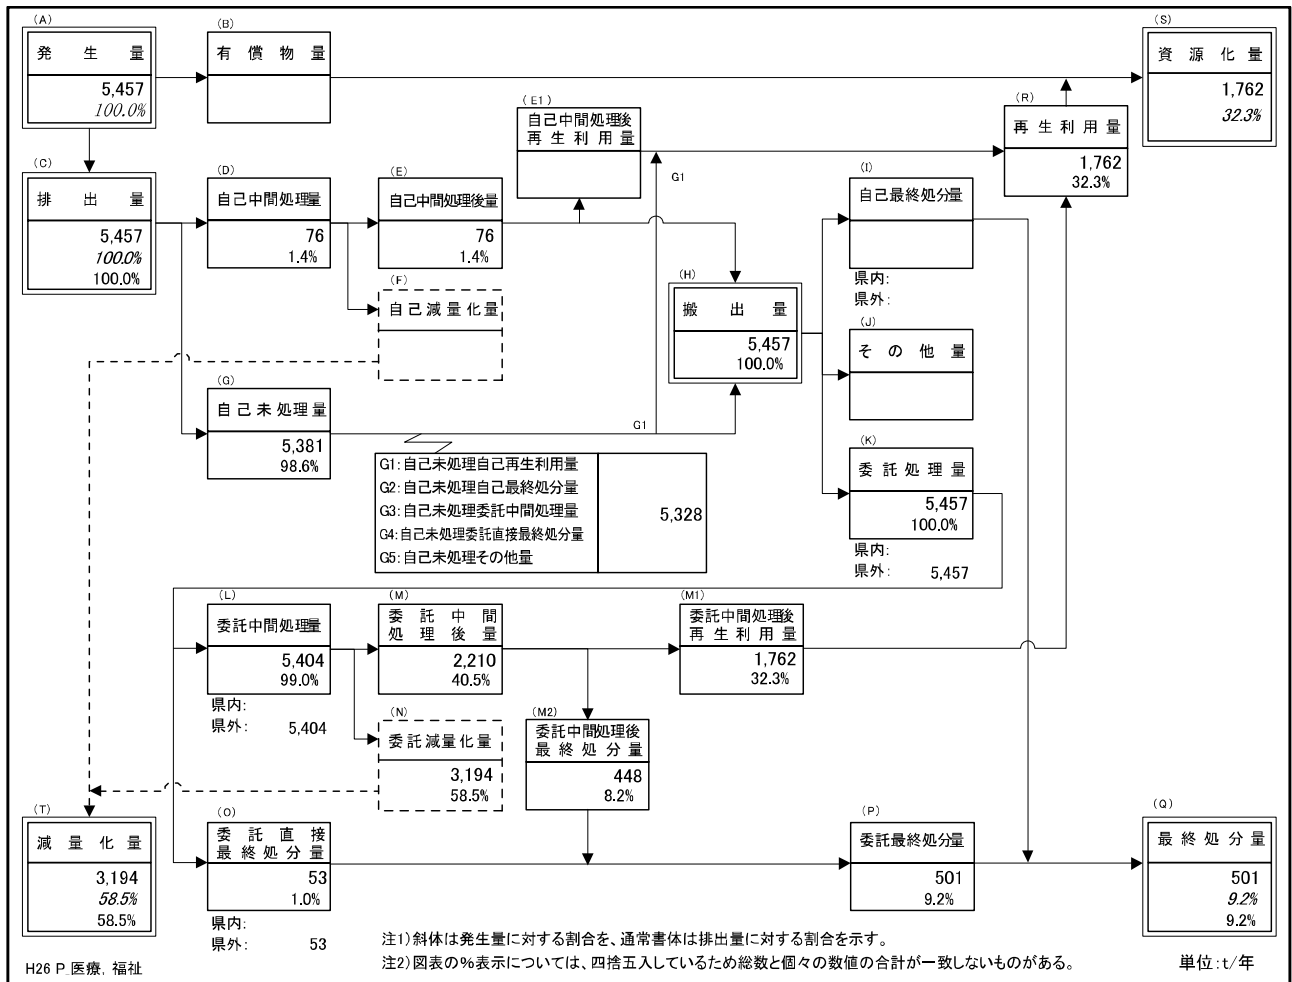 (A)
発生量
5,457
100.0%
(B)
有償物量
(S)
資源化量
1,762
32.3%
(E1)
自己中間処理後
再生利用量
(R)
再生利用量
1,762
32.3%
(C)
排出量
5,457
100.0%
100.0%
(D)
自己中間処理量
76
1.4%
(E)
自己中間処理後量
76
1.4%
G1
(I)
自己最終処分量
県内:
県外:
(F)
自己減量化量
(H)
搬出量
5,457
100.0%
(J)
その他量
(G)
自己未処理量
5,381
98.6%
G1
(K)
委託処理量
5,457
100.0%
県内:
県外: 5,457
G1:自己未処理自己再生利用量
G2:自己未処理自己最終処分量
G3:自己未処理委託中間処理量
G4:自己未処理委託直接最終処分量
G5:自己未処理その他量
5,328
(L)
委託中間処理量
5,404
99.0%
県内:
県外: 5,404
(M)
委託中間
処理後量
2,210
40.5%
(M1)
委託中間処理後
再生利用量
1,762
32.3%
(N)
委託減量化量
3,194
58.5%
(M2)
委託中間処理後
最終処分量
448
8.2%
(T)
減量化量
3,194
58.5%
58.5%
(O)
委託直接
最終処分量
53
1.0%
県内:
県外: 53
(P)
委託最終処分量
501
9.2%
(Q)
最終処分量
501
9.2%
9.2%
注1)斜体は発生量に対する割合を、通常書体は排出量に対する割合を示す。
注2)図表の%表示については、四捨五入しているため総数と個々の数値の合計が一致しないものがある。
H26 P_医療,福祉
単位:t/年